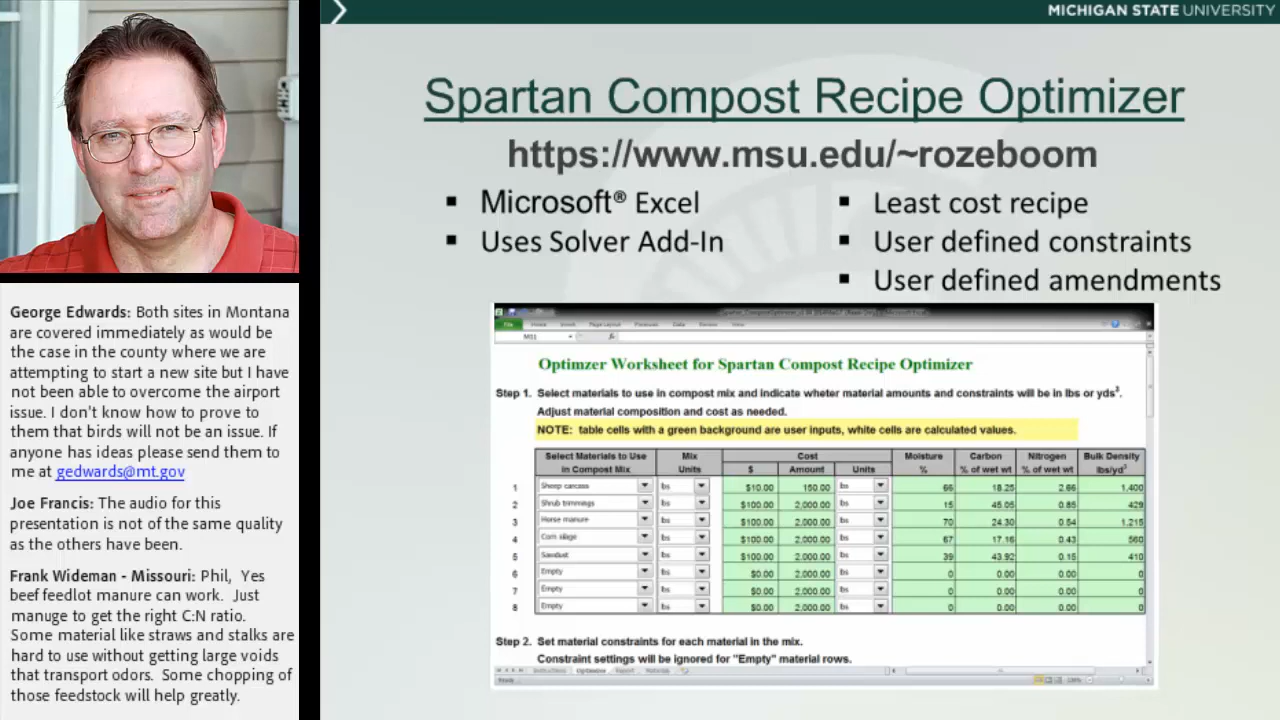 MICHIGAN STATE UNIVERSITY
Spartan Compost Recipe Optimizer
https://www.msu.edu/~rozeboom
▪ Microsoft® Excel
▪ Uses Solver Add-In
▪ Least cost recipe
▪ User defined constraints
▪ User defined amendments
George Edwards: Both sites in Montana
are covered immediately as would be
the case in the county where we are
attempting to start a new site but I have
not been able to overcome the airport
issue. I don't know how to prove to
them that birds will not be an issue. If
anyone has ideas please send them to
me at gedwards@mt.gov
Joe Francis: The audio for this
presentation is not of the same quality
as the others have been.
Frank Wideman - Missouri: Phil, Yes
beef feedlot manure can work. Just
manuge to get the right C:N ratio.
Some material like straws and stalks are
hard to use without getting large voids
that transport odors. Some chopping of
those feedstock will help greatly.
M11
Optimzer Worksheet for Spartan Compost Recipe Optimizer
Step 1. Select materials to use in compost mix and indicate wheter material amounts and constraints will be in lbs or yds³.
Adjust material composition and cost as needed.
NOTE: table cells with a green background are user inputs, white cells are calculated values.
Select Materials to Use Mix Cost Moisture Carbon Nitrogen Bulk Density
in Compost Mix Units $ Amount Units % % of wet wt % of wet wt lbs/yd³
1 Sheep carcass lbs $10.00 150.00 lbs 66 18.25 2.66 1,400
2 Shrub trimmings lbs $100.00 2,000.00 lbs 15 45.05 0.85 429
3 Horse manure lbs $100.00 2,000.00 lbs 70 24.30 0.54 1,215
4 Corn silage lbs $100.00 2,000.00 lbs 67 17.16 0.43 560
5 Sawdust lbs $100.00 2,000.00 lbs 39 43.92 0.15 410
6 Empty lbs $0.00 2,000.00 lbs 0 0.00 0.00 0
7 Empty lbs $0.00 2,000.00 lbs 0 0.00 0.00 0
8 Empty lbs $0.00 2,000.00 lbs 0 0.00 0.00 0
Step 2. Set material constraints for each material in the mix.
Constraint settings will be ignored for "Empty" material rows.
Ready